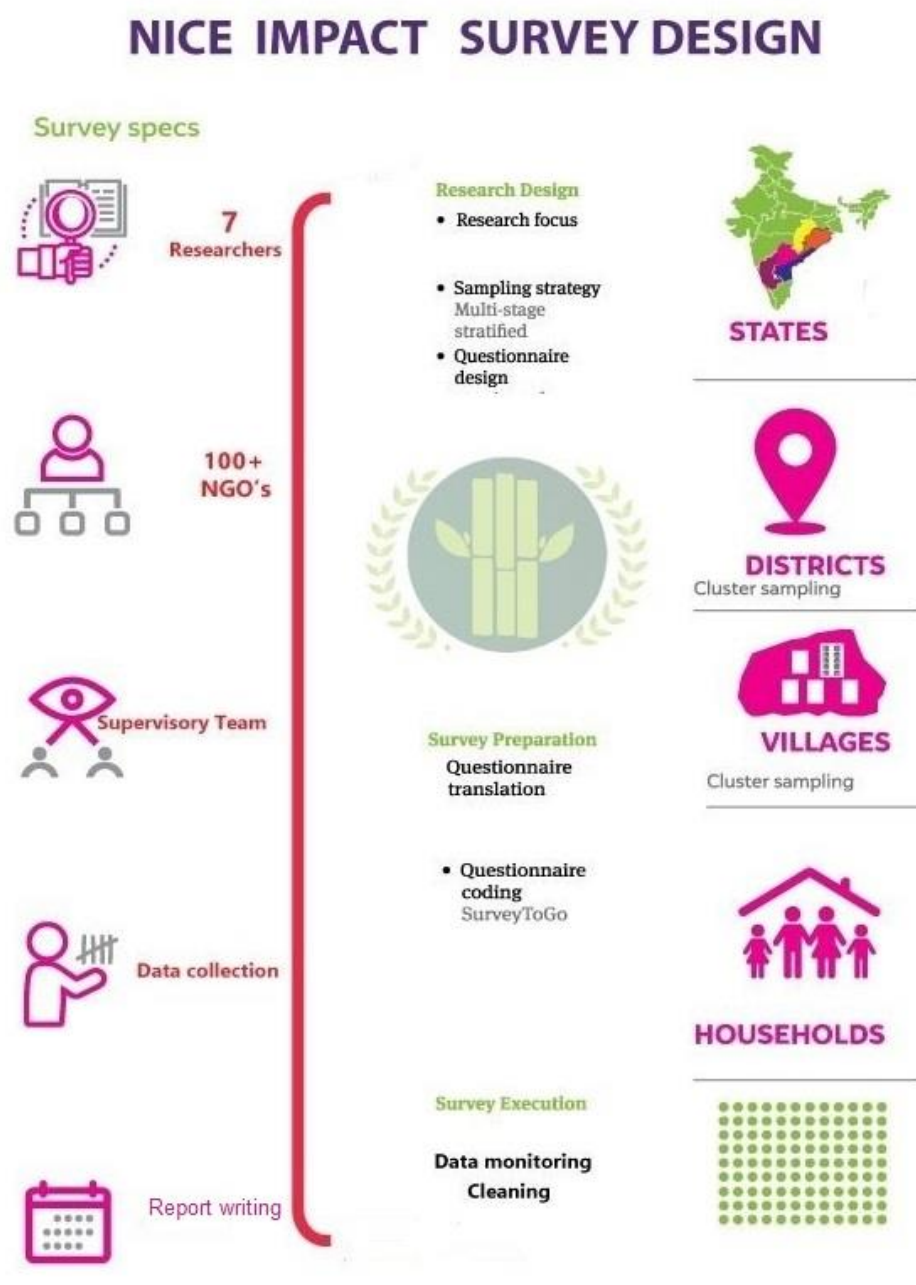 NICE IMPACT SURVEY DESIGN
Survey specs
7
Researchers
100+
NGO's
Supervisory Team
Data collection
Report writing
Research Design
• Research focus
• Sampling strategy
Multi-stage
stratified
• Questionnaire
design
Survey Preparation
Questionnaire
translation
• Questionnaire
coding
SurveyToGo
Survey Execution
Data monitoring
Cleaning
STATES
DISTRICTS
Cluster sampling
VILLAGES
Cluster sampling
HOUSEHOLDS